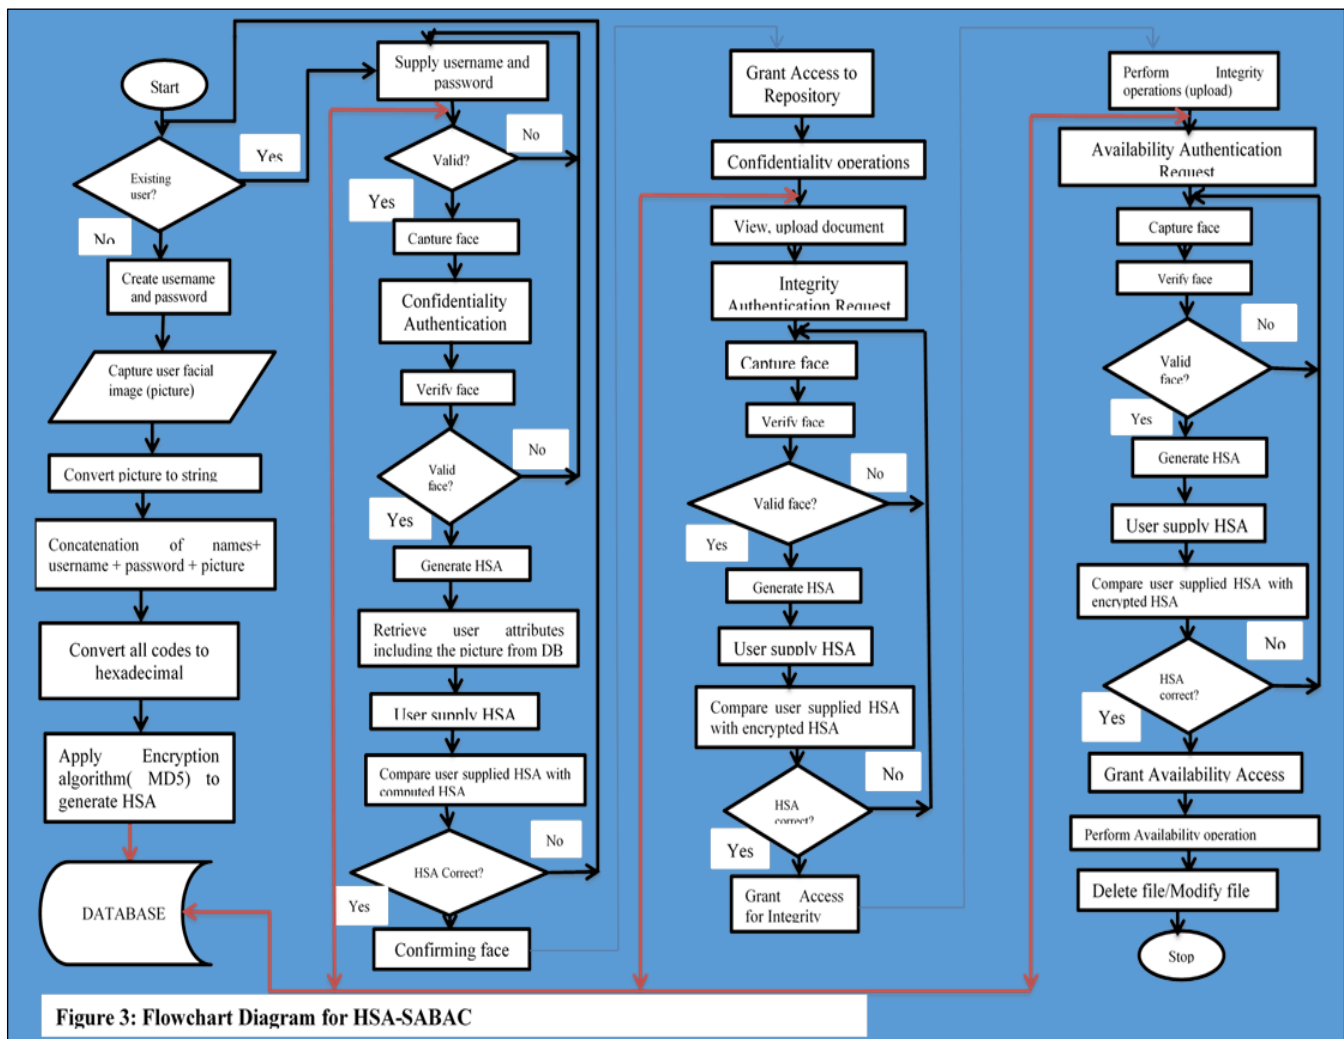 Start
Existing
user?
Yes
No
Create username
and password
Capture user facial
image (picture)
Convert picture to string
Concatenation of names+
username + password + picture
Convert all codes to
hexadecimal
Apply Encryption
algorithm( MD5) to
generate HSA
DATABASE
Supply username and
password
Valid?
No
Yes
Capture face
Confidentiality
Authentication
Verify face
Valid
face?
No
Yes
Generate HSA
Retrieve user attributes
including the picture from DB
User supply HSA
Compare user supplied HSA with
computed HSA
HSA Correct?
No
Yes
Confirming face
Grant Access to
Repository
Confidentiality operations
View, upload document
Integrity
Authentication Request
Capture face
Verify face
Valid face?
No
Yes
Generate HSA
User supply HSA
Compare user supplied HSA
with encrypted HSA
HSA
correct?
No
Yes
Grant Access
for Integrity
Perform Integrity
operations (upload)
Availability Authentication
Request
Capture face
Verify face
Valid
face?
No
Yes
Generate HSA
User supply HSA
Compare user supplied HSA with
encrypted HSA
HSA
correct?
No
Yes
Grant Availability Access
Perform Availability operation
Delete file/Modify file
Stop
Figure 3: Flowchart Diagram for HSA-SABAC